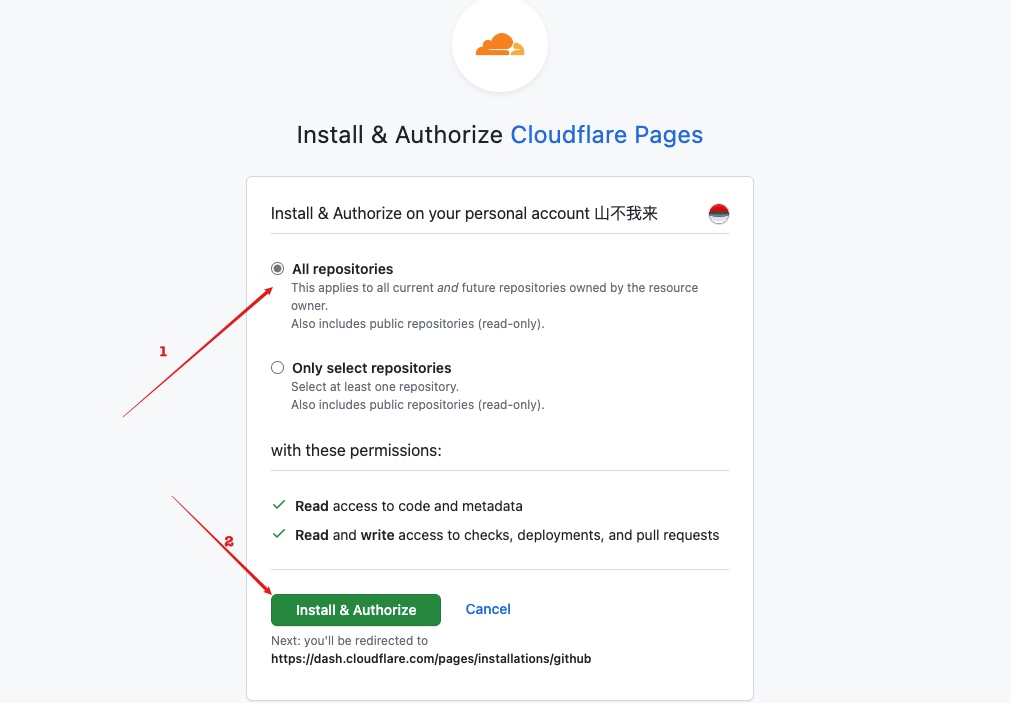 Install & Authorize Cloudflare Pages
Install & Authorize on your personal account 山不我来
All repositories
This applies to all current and future repositories owned by the resource
owner.
Also includes public repositories (read-only).
1
Only select repositories
Select at least one repository.
Also includes public repositories (read-only).
with these permissions:
Read access to code and metadata
Read and write access to checks, deployments, and pull requests
2
Install & Authorize Cancel
Next: you'll be redirected to
https://dash.cloudflare.com/pages/installations/github